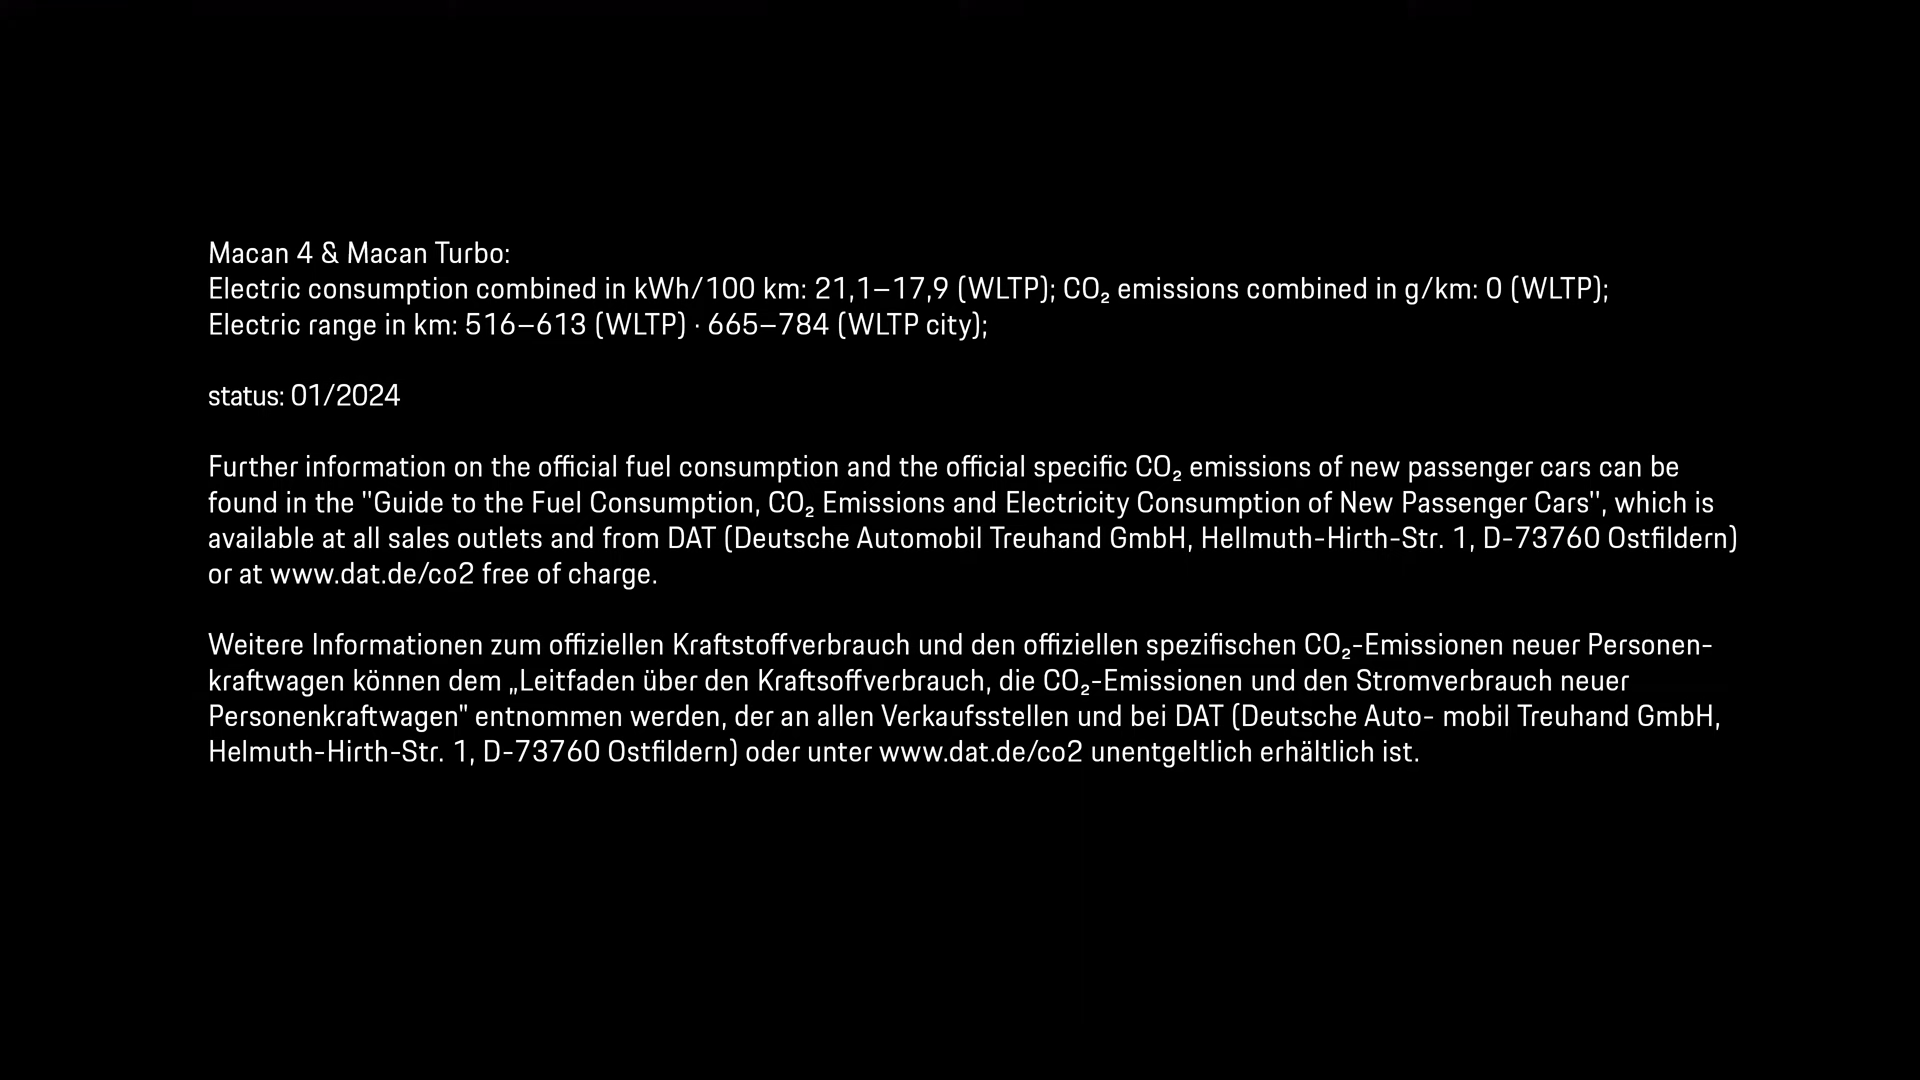 Macan 4 & Macan Turbo:
Electric consumption combined in kWh/100 km: 21,1–17,9 (WLTP); CO₂ emissions combined in g/km: 0 (WLTP);
Electric range in km: 516–613 (WLTP) · 665–784 (WLTP city);
status: 01/2024
Further information on the official fuel consumption and the official specific CO₂ emissions of new passenger cars can be
found in the "Guide to the Fuel Consumption, CO₂ Emissions and Electricity Consumption of New Passenger Cars", which is
available at all sales outlets and from DAT (Deutsche Automobil Treuhand GmbH, Hellmuth-Hirth-Str. 1, D-73760 Ostfildern)
or at www.dat.de/co2 free of charge.
Weitere Informationen zum offiziellen Kraftstoffverbrauch und den offiziellen spezifischen CO₂-Emissionen neuer Personen-
kraftwagen können dem „Leitfaden über den Kraftsoffverbrauch, die CO₂-Emissionen und den Stromverbrauch neuer
Personenkraftwagen" entnommen werden, der an allen Verkaufsstellen und bei DAT (Deutsche Auto- mobil Treuhand GmbH,
Helmuth-Hirth-Str. 1, D-73760 Ostfildern) oder unter www.dat.de/co2 unentgeltlich erhältlich ist.